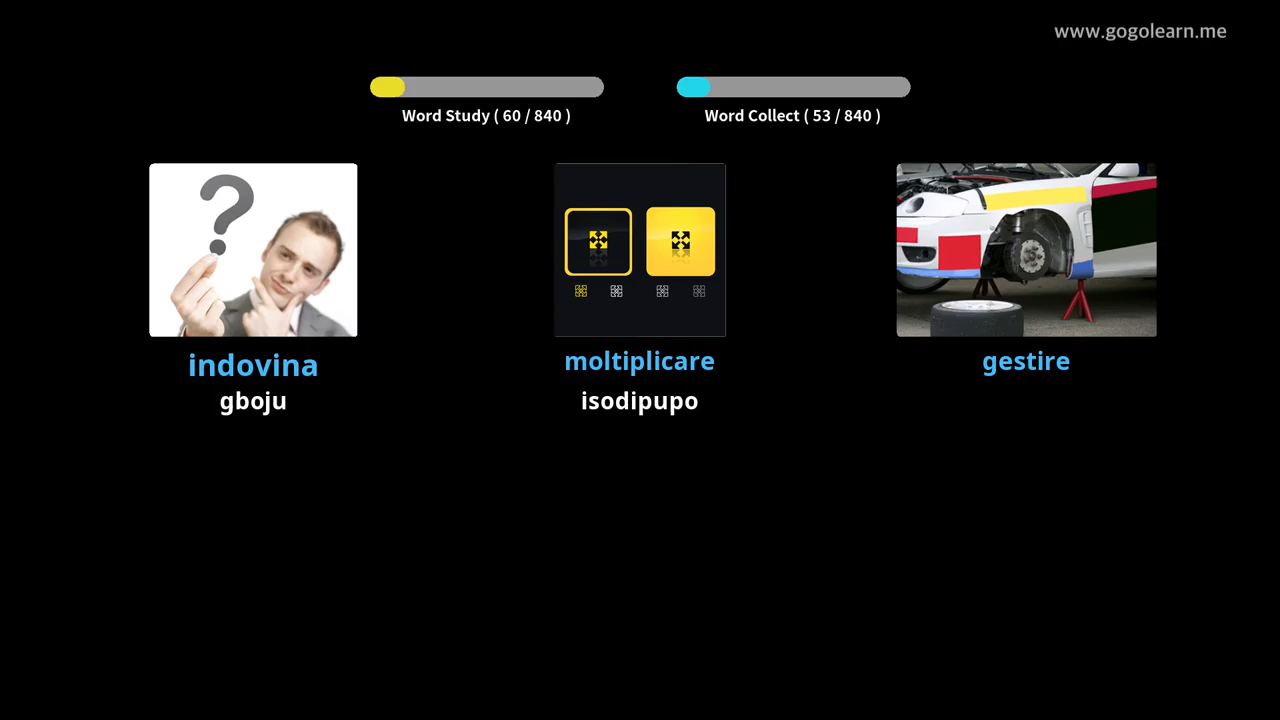 www.gogolearn.me
Word Study ( 60 / 840 )
Word Collect ( 53 / 840 )
indovina
gboju
moltiplicare
isodipupo
gestire